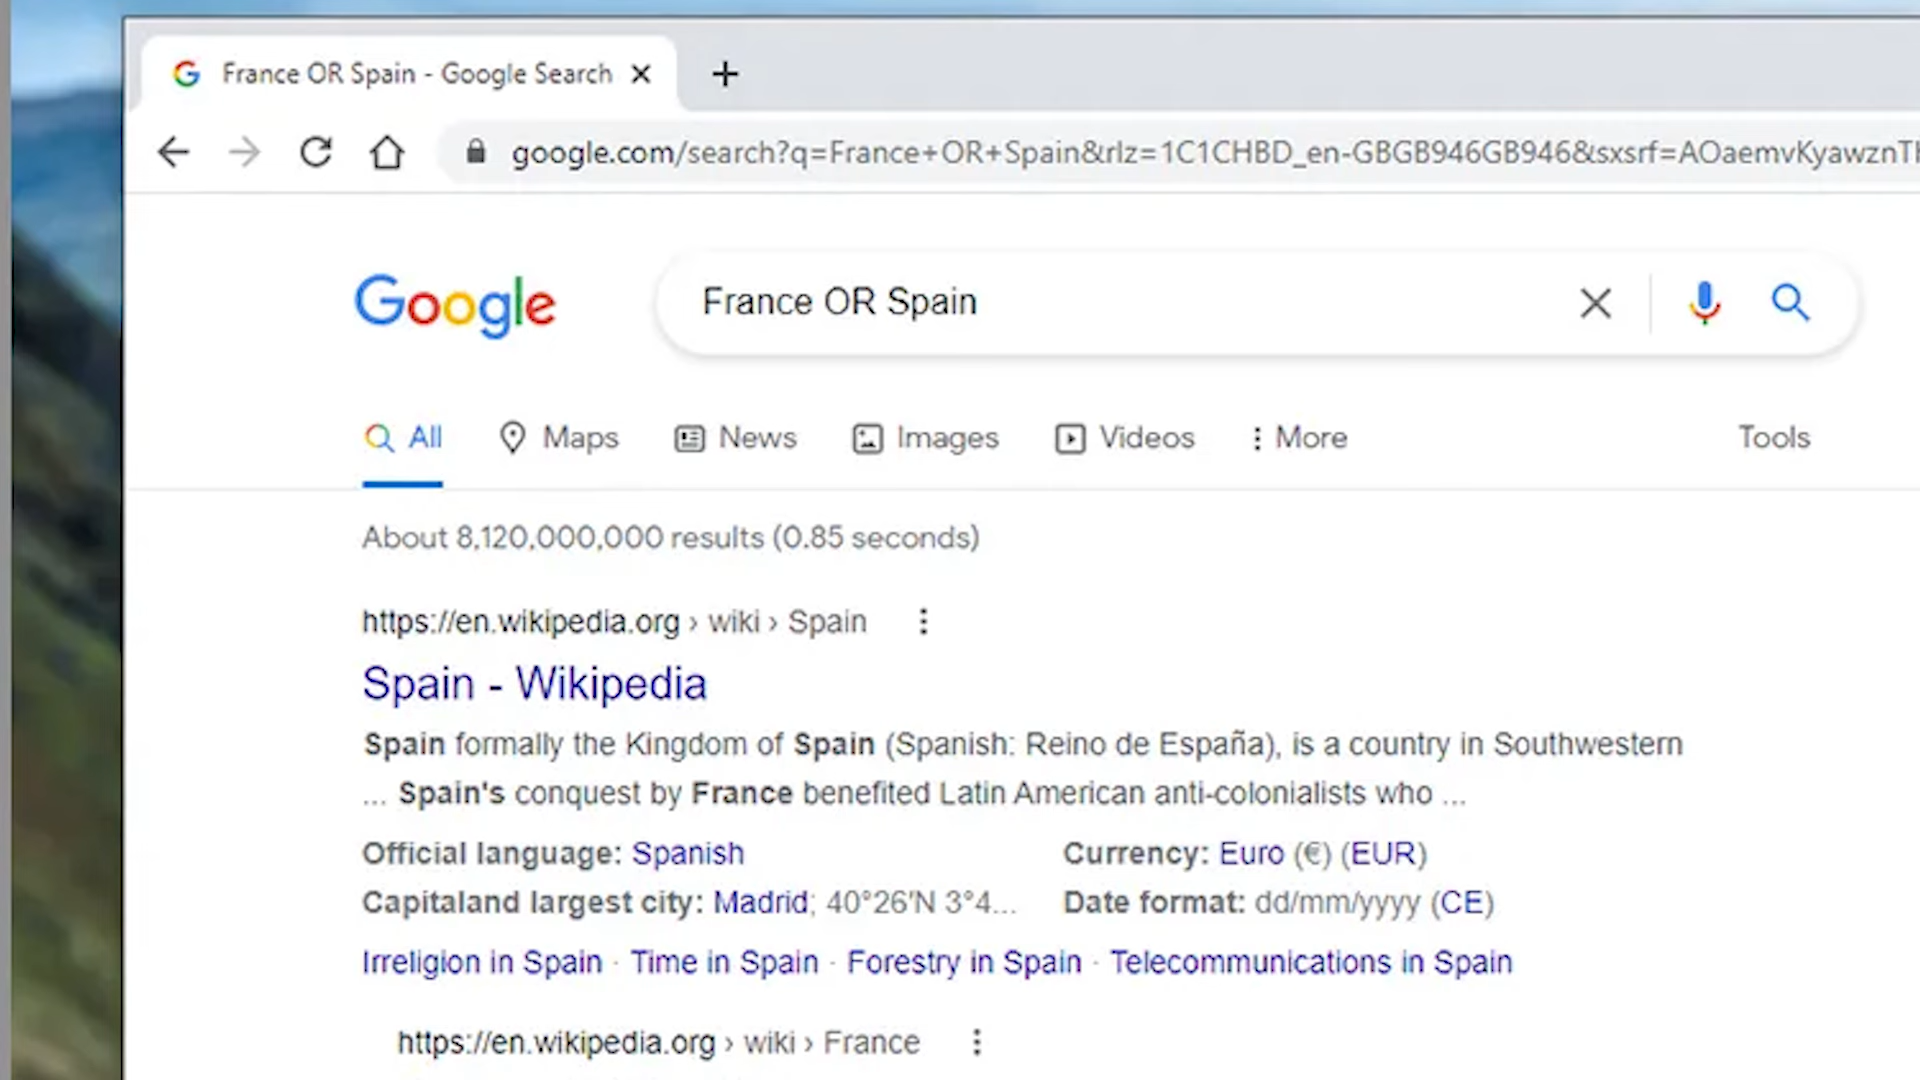 France OR Spain - Google Search
google.com/search?q=France+OR+Spain&rlz=1C1CHBD_en-GBGB946GB946&sxsrf=AOaemvKyawznT
Google
France OR Spain
All Maps News Images Videos More Tools
About 8,120,000,000 results (0.85 seconds)
https://en.wikipedia.org › wiki › Spain
Spain - Wikipedia
Spain formally the Kingdom of Spain (Spanish: Reino de España), is a country in Southwestern
... Spain's conquest by France benefited Latin American anti-colonialists who ...
Official language: Spanish Currency: Euro (€) (EUR)
Capitaland largest city: Madrid; 40°26′N 3°4... Date format: dd/mm/yyyy (CE)
Irreligion in Spain · Time in Spain · Forestry in Spain · Telecommunications in Spain
https://en.wikipedia.org › wiki › France